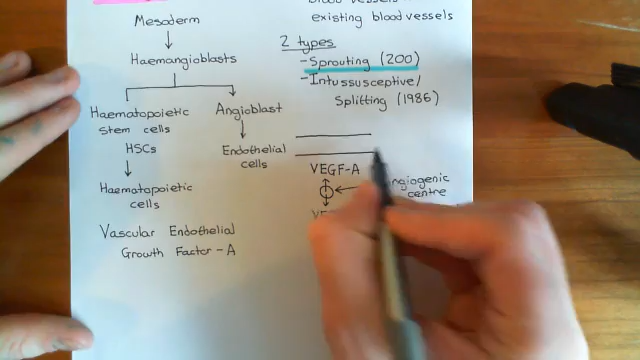 Mesoderm
Haemangioblasts
Haematopoietic
stem cells
HSCs
Haematopoietic
cells
Angioblast
Endothelial
cells
Vascular Endothelial
Growth Factor-A
existing blood vessels
2 types
-Sprouting (200)
-Intussusceptive/
Splitting (1986)
VEGF-A
centre